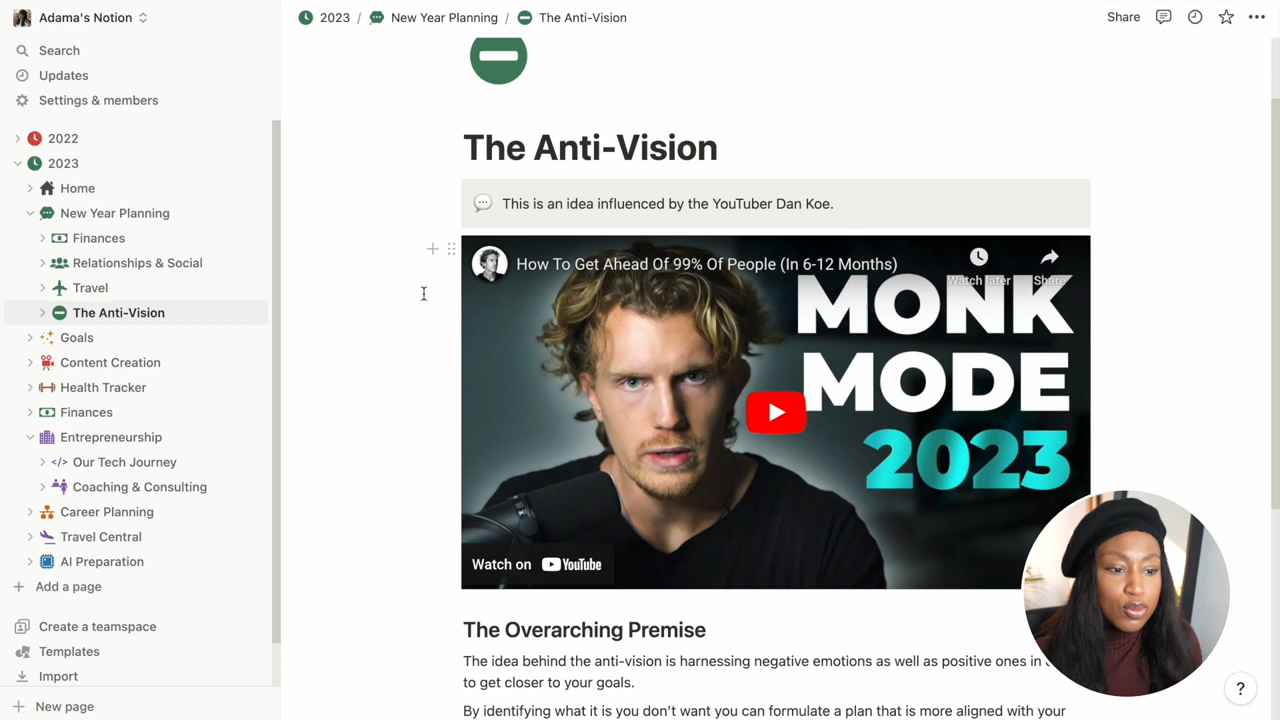 Adama's Notion
Search
Updates
Settings & members
2022
2023
Home
New Year Planning
Finances
Relationships & Social
Travel
The Anti-Vision
Goals
Content Creation
Health Tracker
Finances
Entrepreneurship
</> Our Tech Journey
Coaching & Consulting
Career Planning
Travel Central
AI Preparation
Add a page
Create a teamspace
Templates
Import
New page
2023 / New Year Planning / The Anti-Vision
Share
The Anti-Vision
This is an idea influenced by the YouTuber Dan Koe.
How To Get Ahead Of 99% Of People (In 6-12 Months)
Watch later
Share
MONK
MODE
2023
Watch on YouTube
The Overarching Premise
The idea behind the anti-vision is harnessing negative emotions as well as positive ones in
to get closer to your goals.
By identifying what it is you don't want you can formulate a plan that is more aligned with your
?